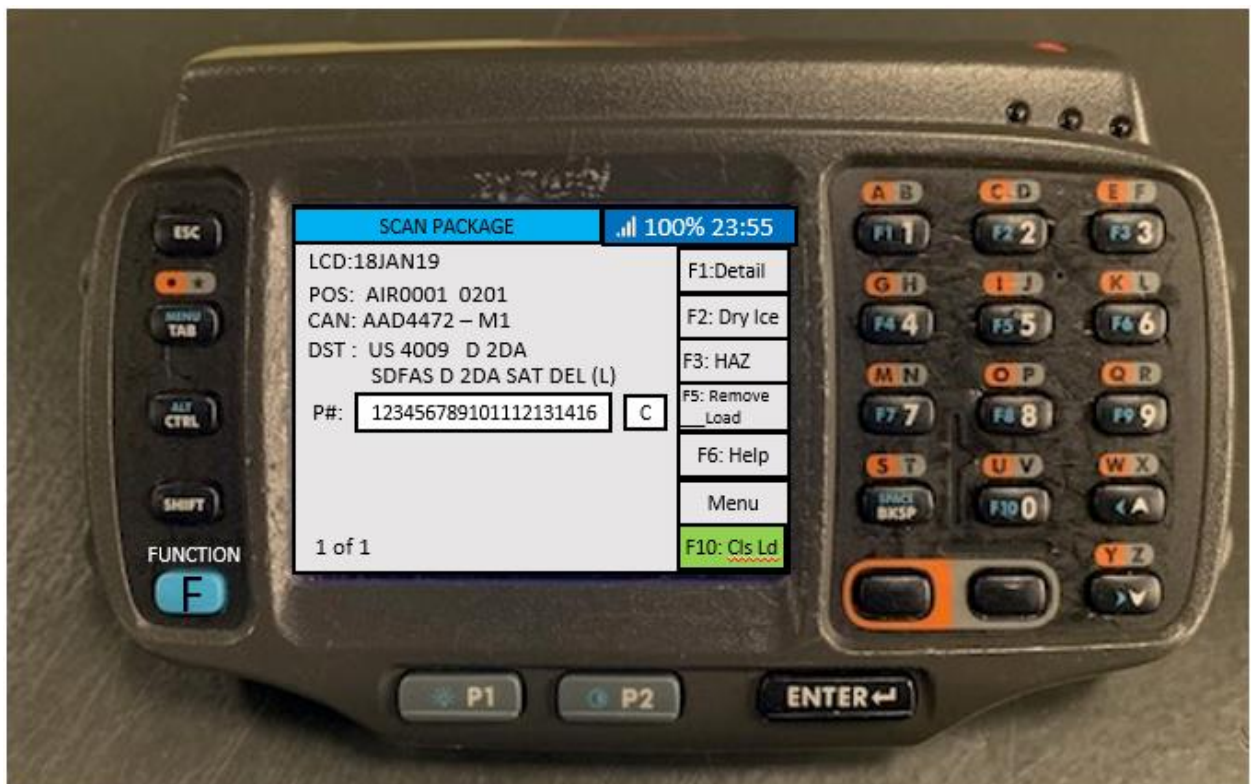 SCAN PACKAGE
100% 23:55
LCD:18JAN19
POS: AIR0001 0201
CAN: AAD4472 – M1
DST : US 4009 D 2DA
SDFAS D 2DA SAT DEL (L)
P#: 123456789101112131416 C
1 of 1
F1:Detail
F2: Dry Ice
F3: HAZ
F5: Remove
___Load
F6: Help
Menu
F10: Cls Ld
ESC
MENU
TAB
ALT
CTRL
SHIFT
FUNCTION
F
A B
C D
E F
F1 1
F2 2
F3 3
G H
I J
K L
F4 4
F5 5
F6 6
M N
O P
Q R
F7 7
F8 8
F9 9
S T
U V
W X
SPACE
BKSP
F10 0
Y Z
P1
P2
ENTER